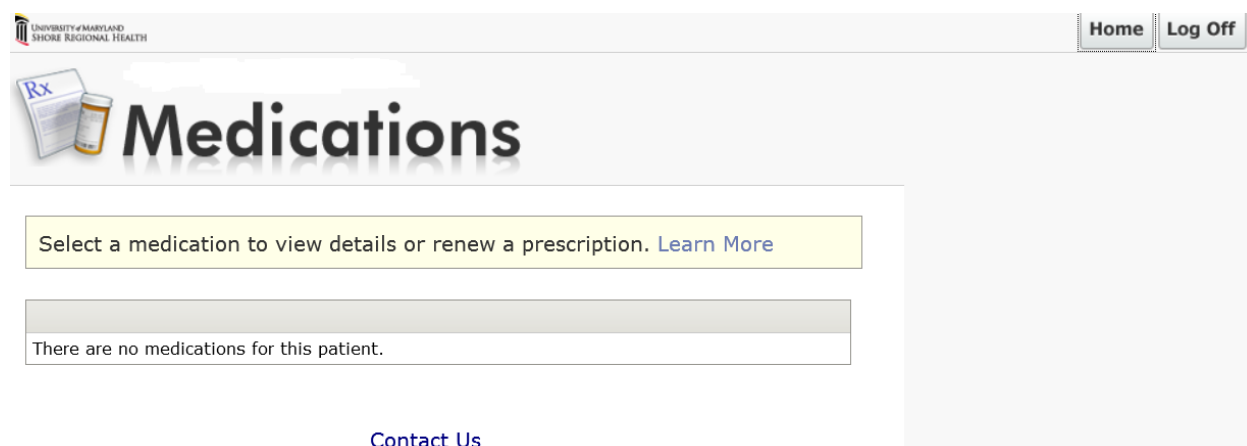 UNIVERSITY of MARYLAND
SHORE REGIONAL HEALTH
Home Log Off
Rx
Medications
Select a medication to view details or renew a prescription. Learn More
There are no medications for this patient.
Contact Us